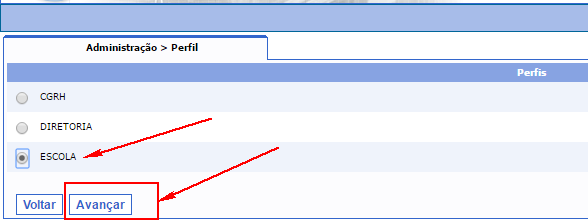 Administração > Perfil
Perfis
CGRH
DIRETORIA
ESCOLA
Voltar Avançar